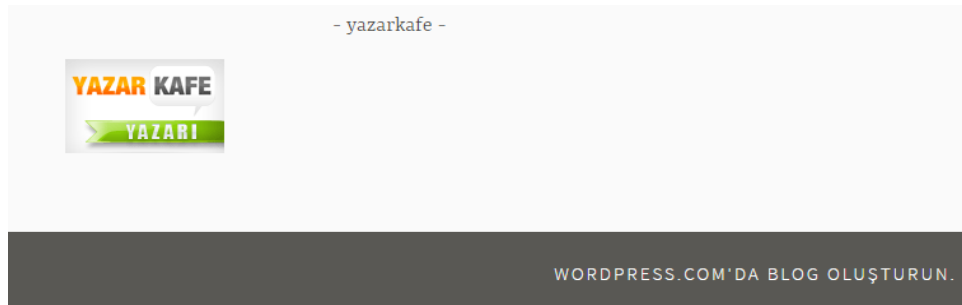 - yazarkafe -
YAZAR KAFE
YAZARI
WORDPRESS.COM'DA BLOG OLUŞTURUN.